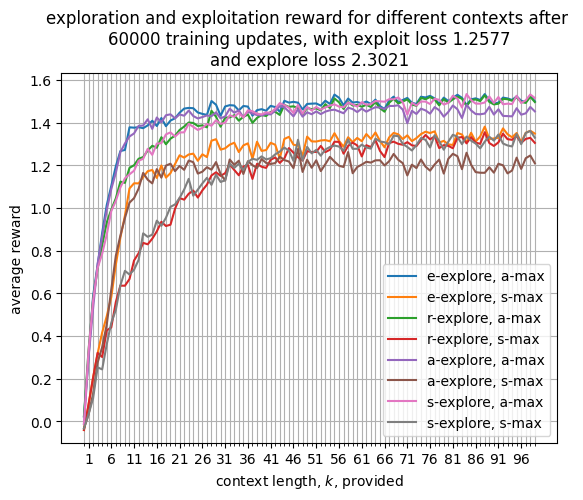 exploration and exploitation reward for different contexts after
60000 training updates, with exploit loss 1.2577
and explore loss 2.3021
1.6
1.4
1.2
1.0
0.8
0.6
0.4
0.2
0.0
average reward
e-explore, a-max
e-explore, s-max
r-explore, a-max
r-explore, s-max
a-explore, a-max
a-explore, s-max
s-explore, a-max
s-explore, s-max
1 6 11 16 21 26 31 36 41 46 51 56 61 66 71 76 81 86 91 96
context length, k, provided